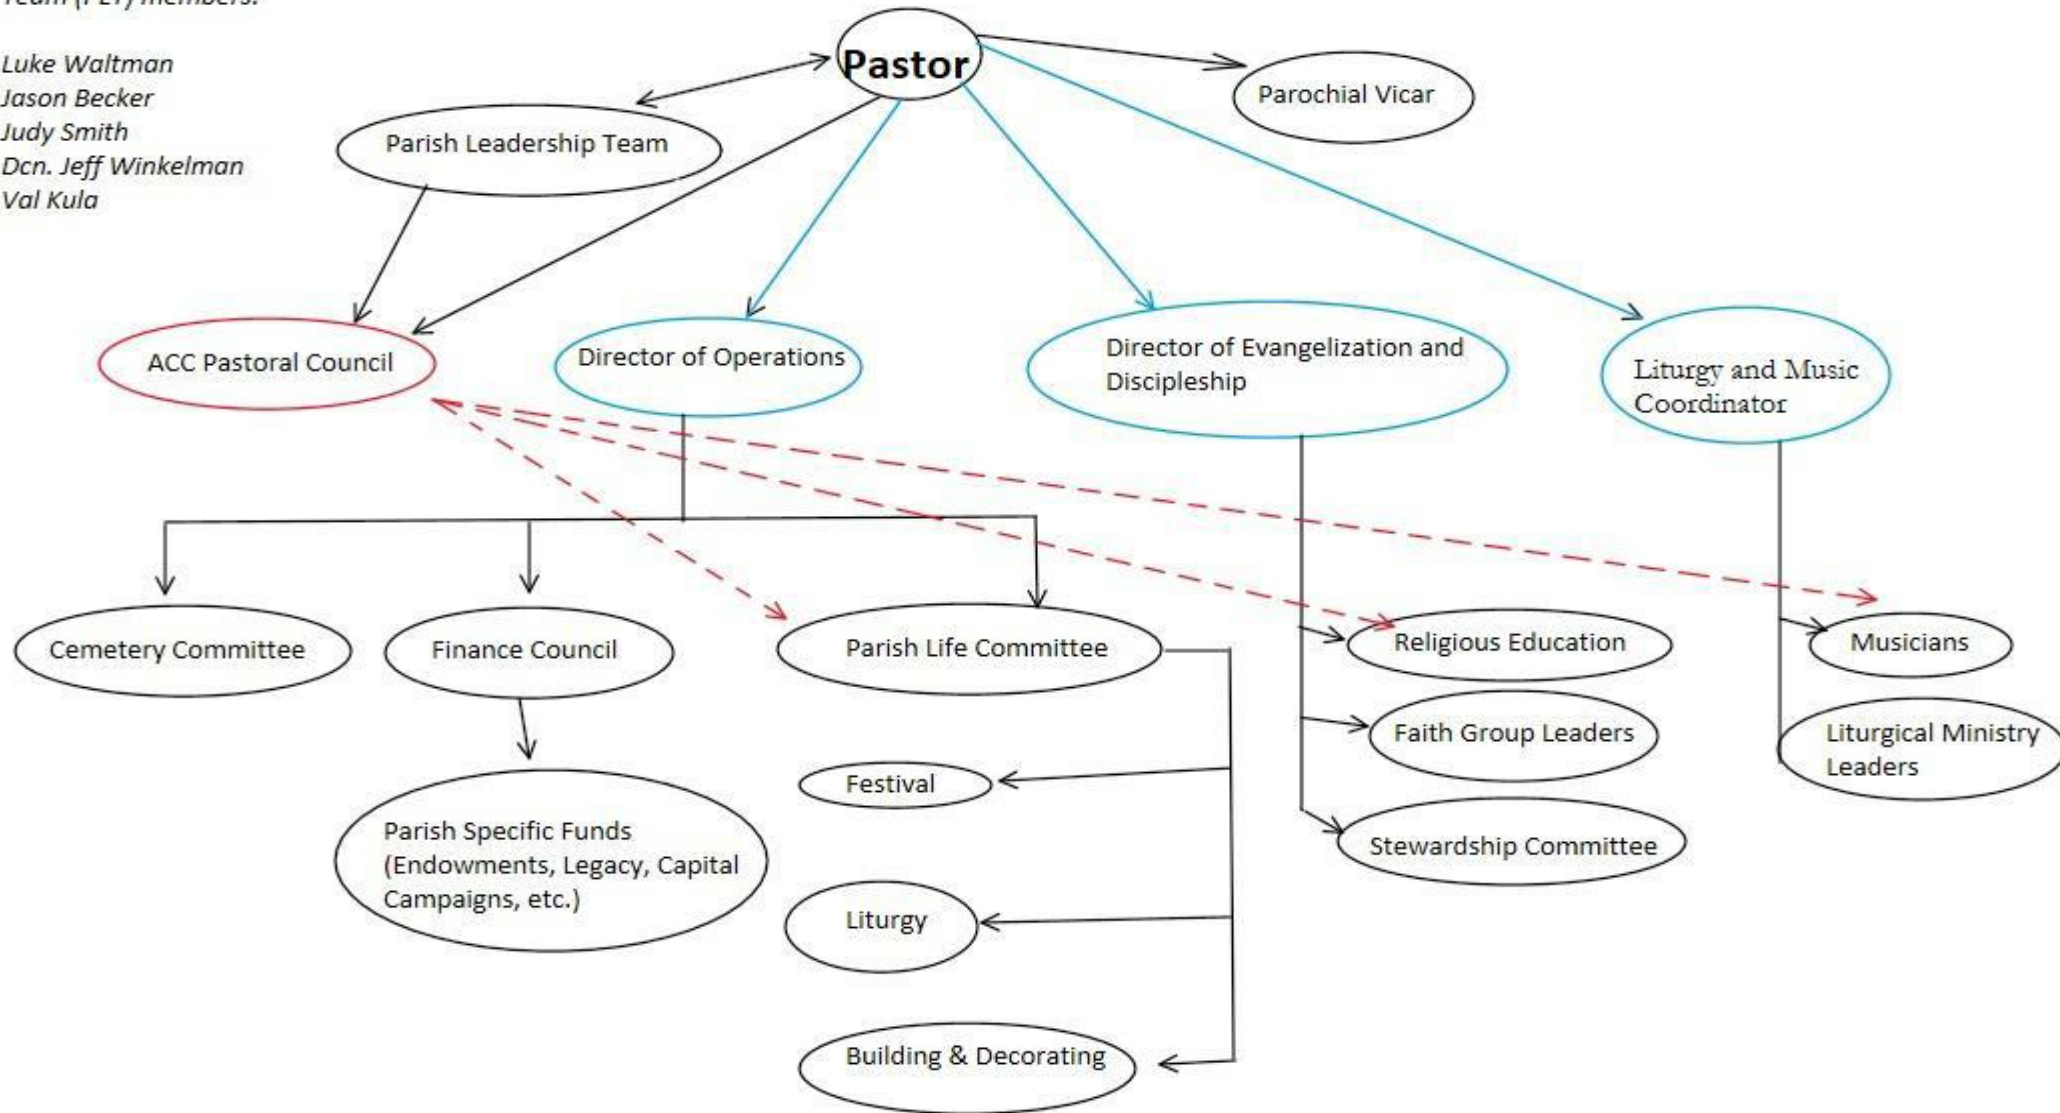 Team (PLT) members:
Luke Waltman
Jason Becker
Judy Smith
Dcn. Jeff Winkelman
Val Kula
Pastor
Parochial Vicar
Parish Leadership Team
ACC Pastoral Council
Director of Operations
Director of Evangelization and
Discipleship
Liturgy and Music
Coordinator
Cemetery Committee
Finance Council
Parish Life Committee
Religious Education
Musicians
Faith Group Leaders
Liturgical Ministry
Leaders
Festival
Parish Specific Funds
(Endowments, Legacy, Capital
Campaigns, etc.)
Stewardship Committee
Liturgy
Building & Decorating